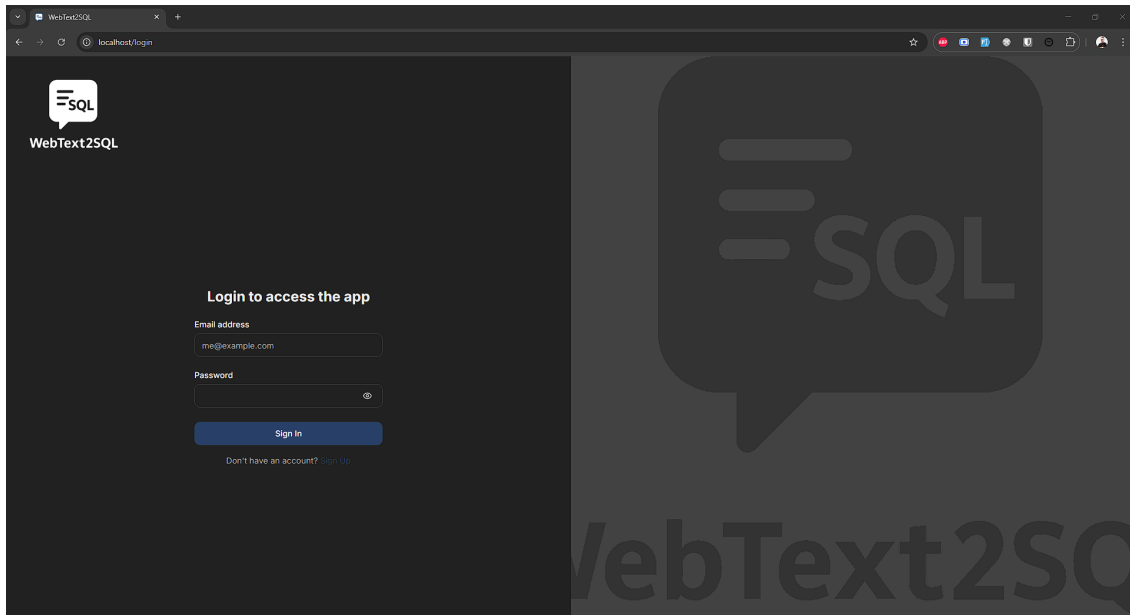 WebText2SQL
localhost/login
SQL
WebText2SQL
Login to access the app
Email address
me@example.com
Password
Sign In
Don't have an account? Sign Up
SQL
WebText2SQ